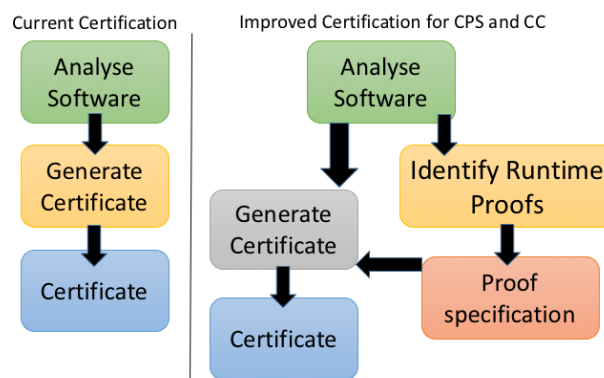 Current Certification
Analyse
Software
Generate
Certificate
Certificate
Improved Certification for CPS and CC
Analyse
Software
Identify Runtime
Proofs
Generate
Certificate
Proof
specification
Certificate